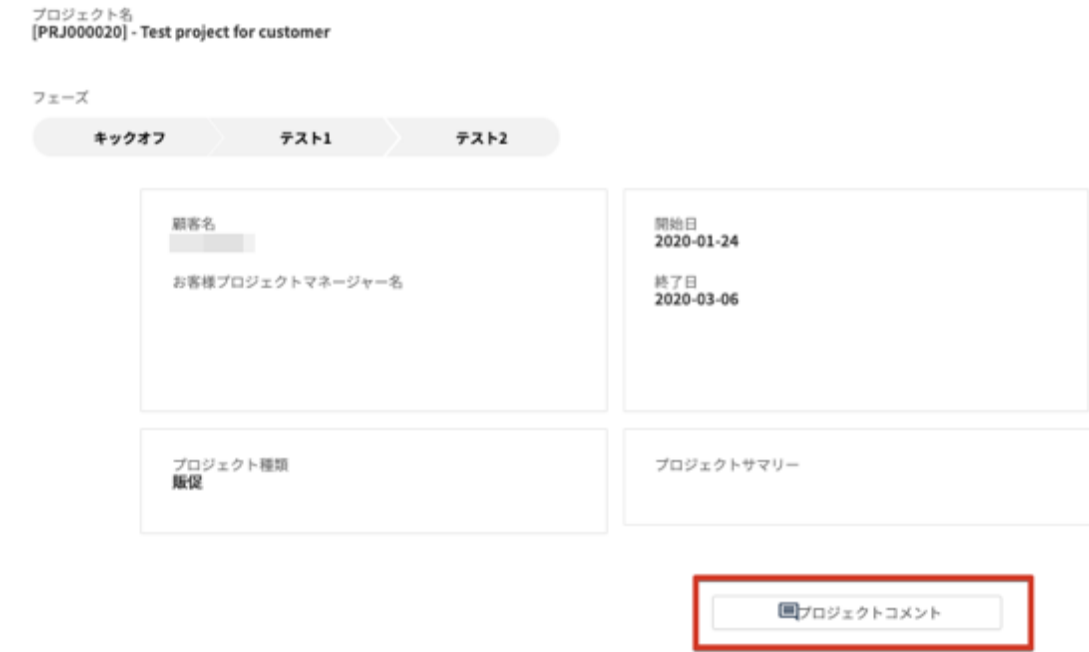 プロジェクト名
[PRJ000020] - Test project for customer
フェーズ
キックオフ
テスト1
テスト2
顧客名
お客様プロジェクトマネージャー名
開始日
2020-01-24
終了日
2020-03-06
プロジェクト種類
販促
プロジェクトサマリー
プロジェクトコメント